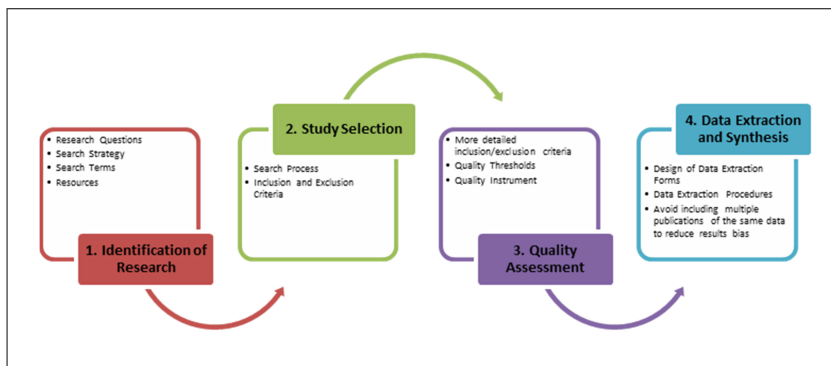 • Research Questions
• Search Strategy
• Search Terms
• Resources
1. Identification of
Research
2. Study Selection
• Search Process
• Inclusion and Exclusion
Criteria
• More detailed
inclusion/exclusion criteria
• Quality Thresholds
• Quality Instrument
3. Quality
Assessment
4. Data Extraction
and Synthesis
• Design of Data Extraction
Forms
• Data Extraction Procedures
• Avoid including multiple
publications of the same data
to reduce results bias